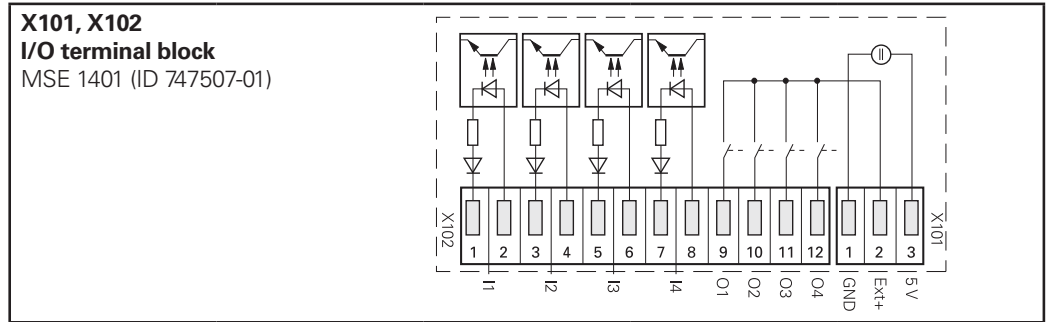 X101, X102
I/O terminal block
MSE 1401 (ID 747507-01)
X102
1 2 3 4 5 6 7 8 9 10 11 12
1 2 3
X101
I1
I2
I3
I4
O1
O2
O3
O4
GND
Ext+
5 V